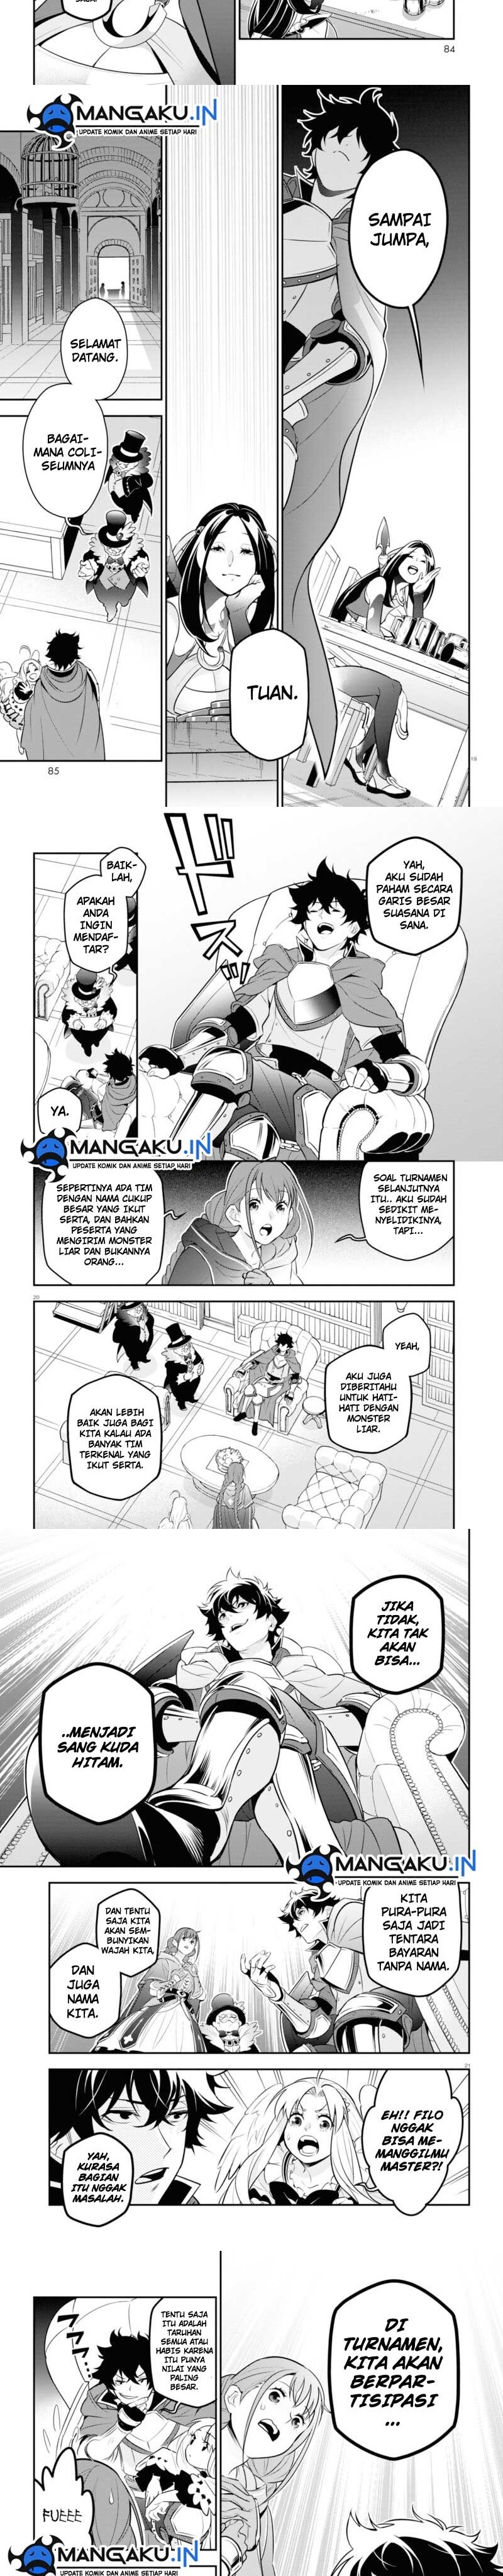 84
MANGAKU.IN
UPDATE KOMIK DAN ANIME SETIAP HARI
SAMPAI
JUMPA,
TUAN.
SELAMAT
DATANG.
BAGAI-
MANA COLI-
SEUMNYA
85
19
YAH,
AKU SUDAH
PAHAM SECARA
GARIS BESAR
SUASANA DI
SANA.
ドドド
BAIK-
LAH,
APAKAH
ANDA
INGIN
MENDAF-
TAR?
YA.
MANGAKU.IN
UPDATE KOMIK DAN ANIME SETIAP HARI
SOAL TURNAMEN
SELANJUTNYA
ITU.. AKU SUDAH
SEDIKIT ME-
NYELIDIKINYA,
TAPI...
SEPERTINYA ADA TIM
DENGAN NAMA CUKUP
BESAR YANG IKUT
SERTA, DAN BAHKAN
PESERTA YANG
MENGIRIM MONSTER
LIAR DAN BUKANNYA
ORANG...
20
YEAH,
AKU JUGA
DIBERITAHU
UNTUK HATI-
HATI DENGAN
MONSTER
LIAR.
AKAN LEBIH
BAIK JUGA BAGI
KITA KALAU ADA
BANYAK TIM
TERKENAL YANG
IKUT SERTA.
JIKA
TIDAK,
KITA TAK
AKAN
BISA...
..MENJADI
SANG KUDA
HITAM.
MANGAKU.IN
UPDATE KOMIK DAN ANIME SETIAP HARI
KITA
PURA-PURA
SAJA JADI
TENTARA
BAYARAN
TANPA NAMA.
DAN TENTU
SAJA KITA
AKAN SEM-
BUNYIKAN
WAJAH KITA,
DAN
JUGA
NAMA
KITA.
21
EH!! FILO
NGGAK
BISA ME-
MANGGILMU
MASTER?!
YAH,
KURASA
BAGIAN
ITU NGGAK
MASALAH.
DI
TURNAMEN,
KITA AKAN
BERPAR-
TISIPASI
...
TENTU SAJA
ITU ADALAH
TARUHAN
SEMUA ATAU
HABIS KARENA
ITU PUNYA
NILAI YANG
PALING
BESAR.
FUEEE
MANGAKU.IN
UPDATE KOMIK DAN ANIME SETIAP HARI